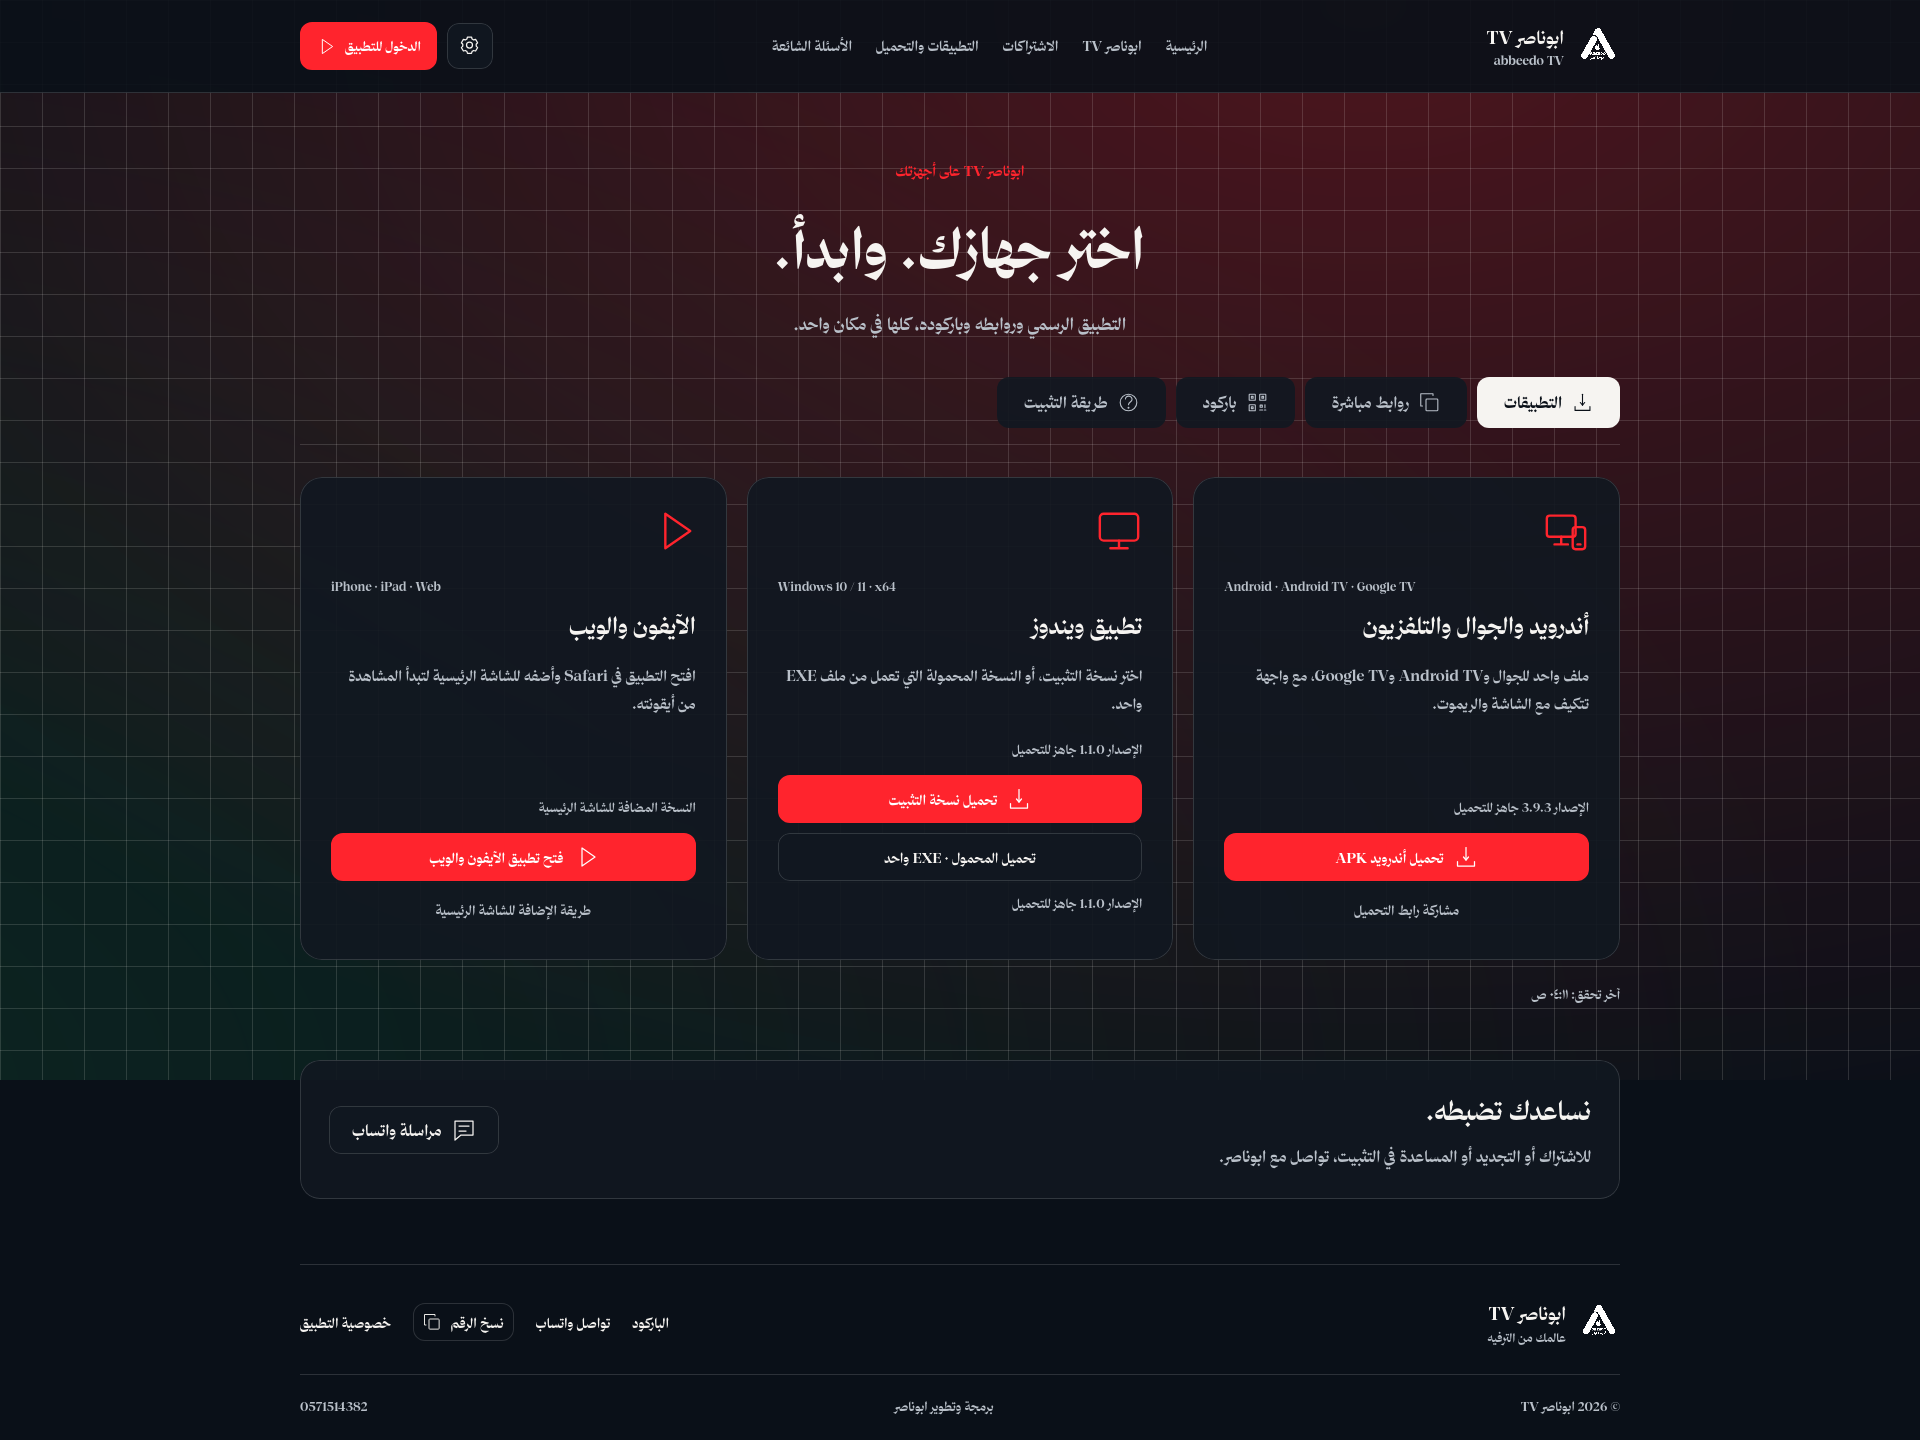 ابوناصر TV
abbeedo TV
الرئيسية
ابوناصر TV
الاشتراكات
التطبيقات والتحميل
الأسئلة الشائعة
الدخول للتطبيق
ابوناصر TV على أجهزتك
اختر جهازك. وابدأ.
التطبيق الرسمي وروابطه وباركوده، كلها في مكان واحد.
التطبيقات
روابط مباشرة
باركود
طريقة التثبيت
Android · Android TV · Google TV
أندرويد والجوال والتلفزيون
ملف واحد للجوال وAndroid TV وGoogle TV، مع واجهة
تتكيف مع الشاشة والريموت.
الإصدار 3.9.3 جاهز للتحميل
تحميل أندرويد APK
مشاركة رابط التحميل
Windows 10 / 11 · x64
تطبيق ويندوز
اختر نسخة التثبيت، أو النسخة المحمولة التي تعمل من ملف EXE
واحد.
الإصدار 1.1.0 جاهز للتحميل
تحميل نسخة التثبيت
تحميل المحمول · EXE واحد
الإصدار 1.1.0 جاهز للتحميل
iPhone · iPad · Web
الآيفون والويب
افتح التطبيق في Safari وأضفه للشاشة الرئيسية لتبدأ المشاهدة
من أيقونته.
النسخة المضافة للشاشة الرئيسية
فتح تطبيق الآيفون والويب
طريقة الإضافة للشاشة الرئيسية
آخر تحقق: ٠٤:١١ ص
نساعدك تضبطه.
للاشتراك أو التجديد أو المساعدة في التثبيت، تواصل مع ابوناصر.
مراسلة واتساب
ابوناصر TV
عالمك من الترفيه
الباركود
تواصل واتساب
نسخ الرقم
خصوصية التطبيق
© 2026 ابوناصر TV
برمجة وتطوير ابوناصر
0571514382